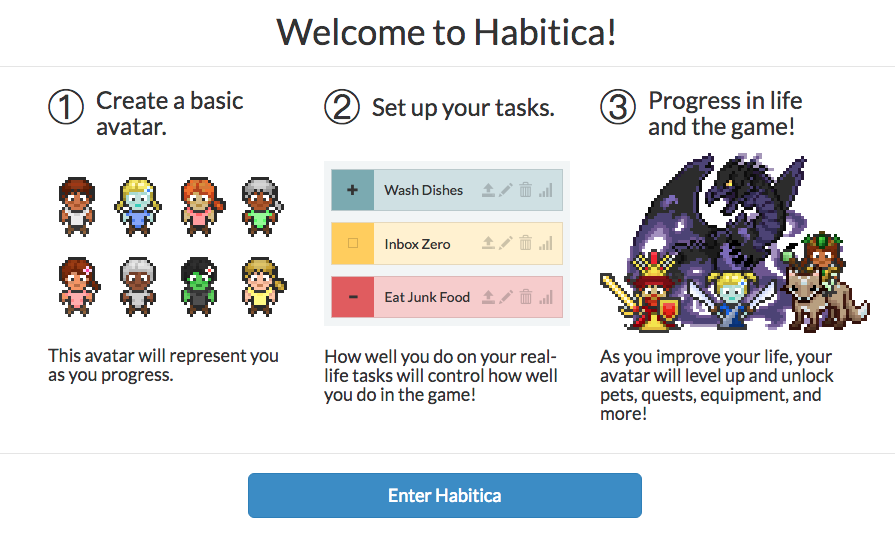 Welcome to Habitica!
1 Create a basic
avatar.
2 Set up your tasks.
3 Progress in life
and the game!
+ Wash Dishes
Inbox Zero
- Eat Junk Food
This avatar will represent you
as you progress.
How well you do on your real-
life tasks will control how well
you do in the game!
As you improve your life, your
avatar will level up and unlock
pets, quests, equipment, and
more!
Enter Habitica